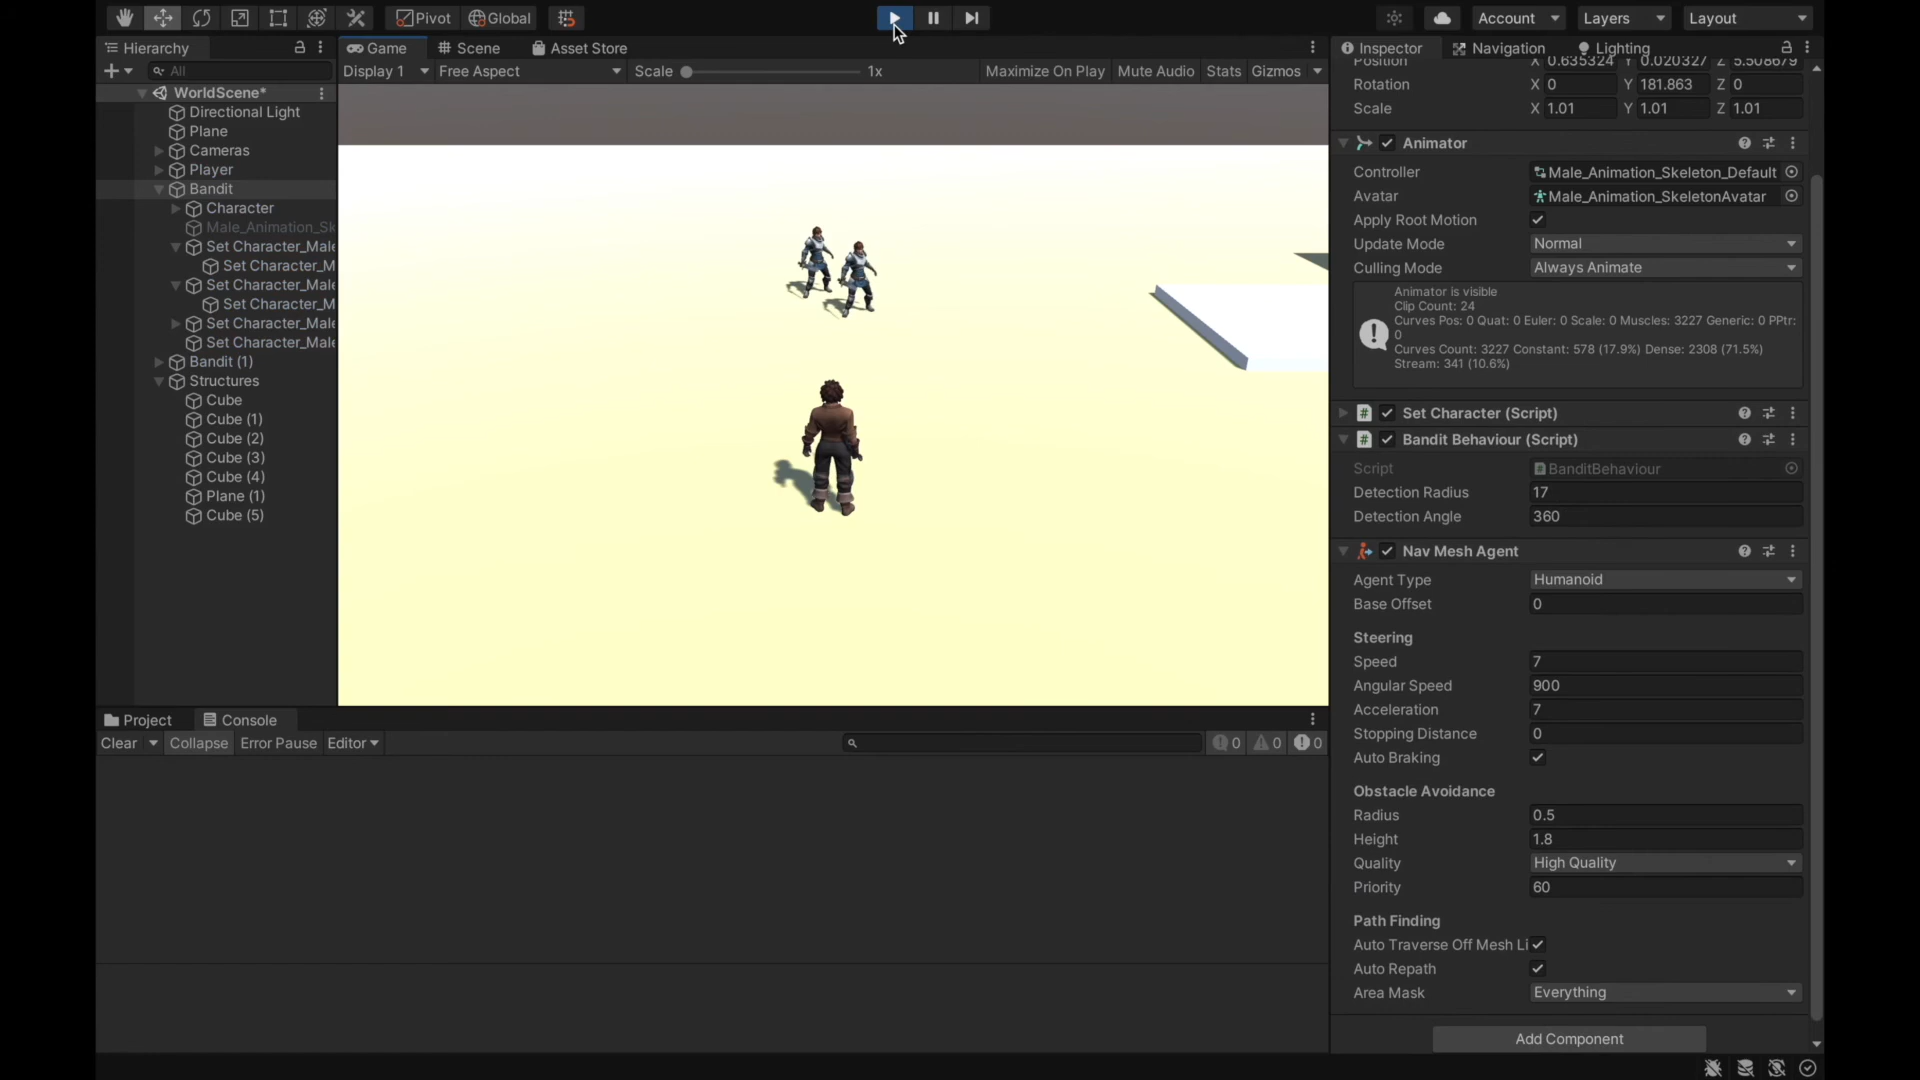 Pivot Global Account Layers Layout
Hierarchy
All
WorldScene*
Directional Light
Plane
Cameras
Player
Bandit
Character
Male_Animation_Sk
Set Character_Male
Set Character_M
Set Character_Male
Set Character_M
Set Character_Male
Set Character_Male
Bandit (1)
Structures
Cube
Cube (1)
Cube (2)
Cube (3)
Cube (4)
Plane (1)
Cube (5)
Game Scene Asset Store
Display 1 Free Aspect Scale 1x Maximize On Play Mute Audio Stats Gizmos
Project Console
Clear Collapse Error Pause Editor 0 0 0
Inspector Navigation Lighting
Position X 0.635324 Y 0.020327 Z 5.508679
Rotation X 0 Y 181.863 Z 0
Scale X 1.01 Y 1.01 Z 1.01
Animator
Controller Male_Animation_Skeleton_Default
Avatar Male_Animation_SkeletonAvatar
Apply Root Motion
Update Mode Normal
Culling Mode Always Animate
Animator is visible
Clip Count: 24
Curves Pos: 0 Quat: 0 Euler: 0 Scale: 0 Muscles: 3227 Generic: 0 PPtr:
0
Curves Count: 3227 Constant: 578 (17.9%) Dense: 2308 (71.5%)
Stream: 341 (10.6%)
Set Character (Script)
Bandit Behaviour (Script)
Script BanditBehaviour
Detection Radius 17
Detection Angle 360
Nav Mesh Agent
Agent Type Humanoid
Base Offset 0
Steering
Speed 7
Angular Speed 900
Acceleration 7
Stopping Distance 0
Auto Braking
Obstacle Avoidance
Radius 0.5
Height 1.8
Quality High Quality
Priority 60
Path Finding
Auto Traverse Off Mesh Li
Auto Repath
Area Mask Everything
Add Component